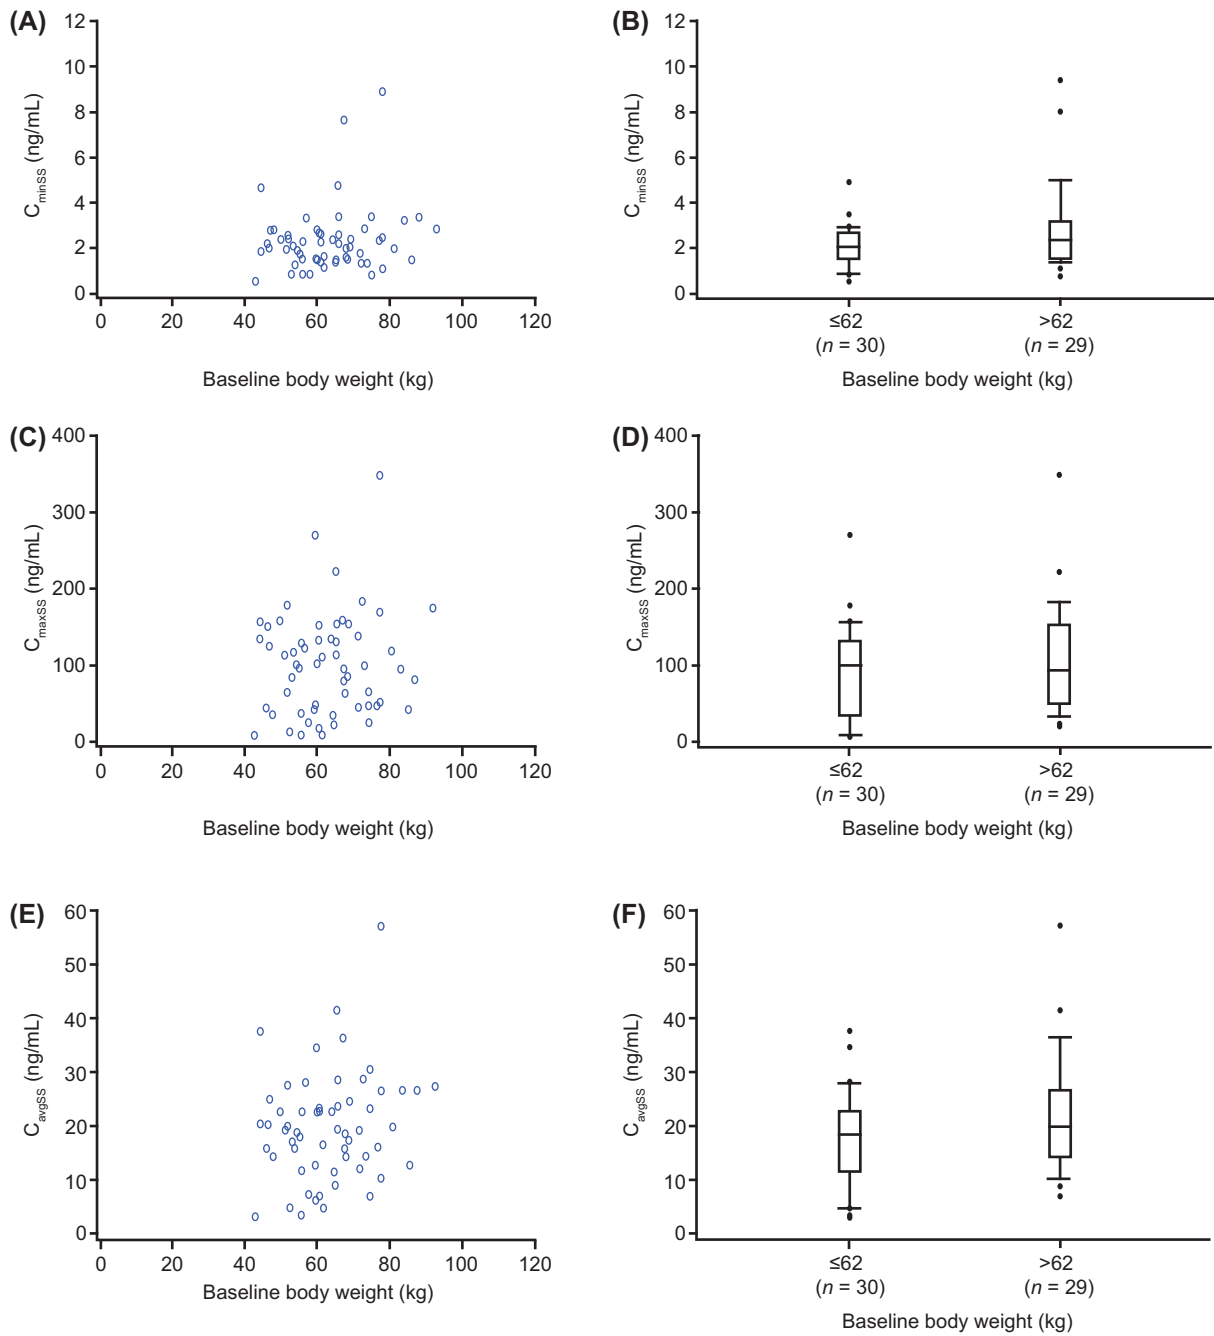 (A)
12
10
8
6
4
2
0
CminSS (ng/mL)
0 20 40 60 80 100 120
Baseline body weight (kg)
(B)
12
10
8
6
4
2
0
CminSS (ng/mL)
≤62 >62
(n = 30) (n = 29)
Baseline body weight (kg)
(C)
400
300
200
100
0
CmaxSS (ng/mL)
0 20 40 60 80 100 120
Baseline body weight (kg)
(D)
400
300
200
100
0
CmaxSS (ng/mL)
≤62 >62
(n = 30) (n = 29)
Baseline body weight (kg)
(E)
60
50
40
30
20
10
0
CavgSS (ng/mL)
0 20 40 60 80 100 120
Baseline body weight (kg)
(F)
60
50
40
30
20
10
0
CavgSS (ng/mL)
≤62 >62
(n = 30) (n = 29)
Baseline body weight (kg)